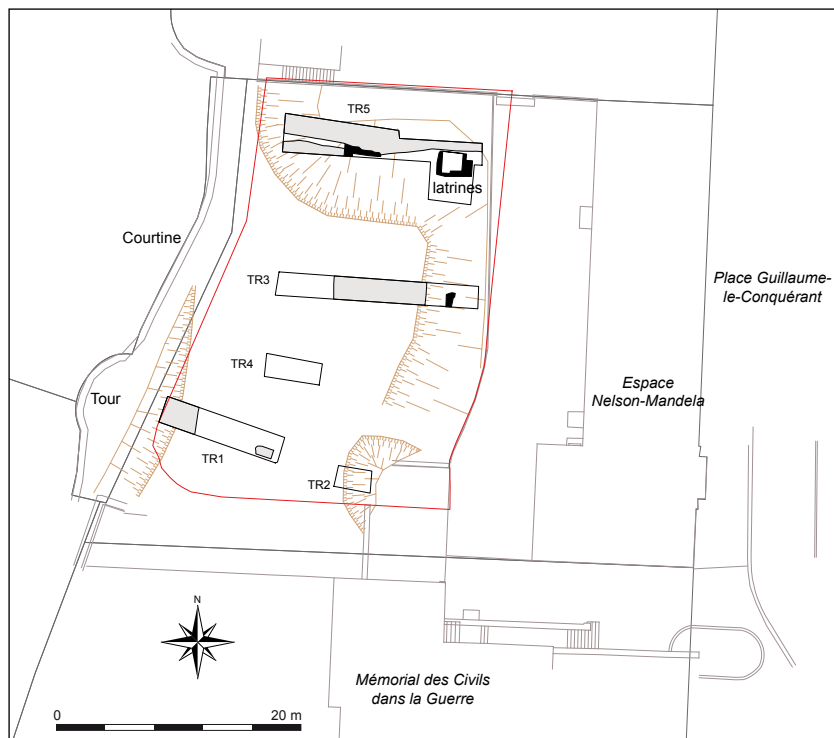 TR5
latrines
Courtine
TR3
Place Guillaume-
le-Conquérant
TR4
Espace
Nelson-Mandela
Tour
TR1
TR2
N
Mémorial des Civils
dans la Guerre
0
20 m